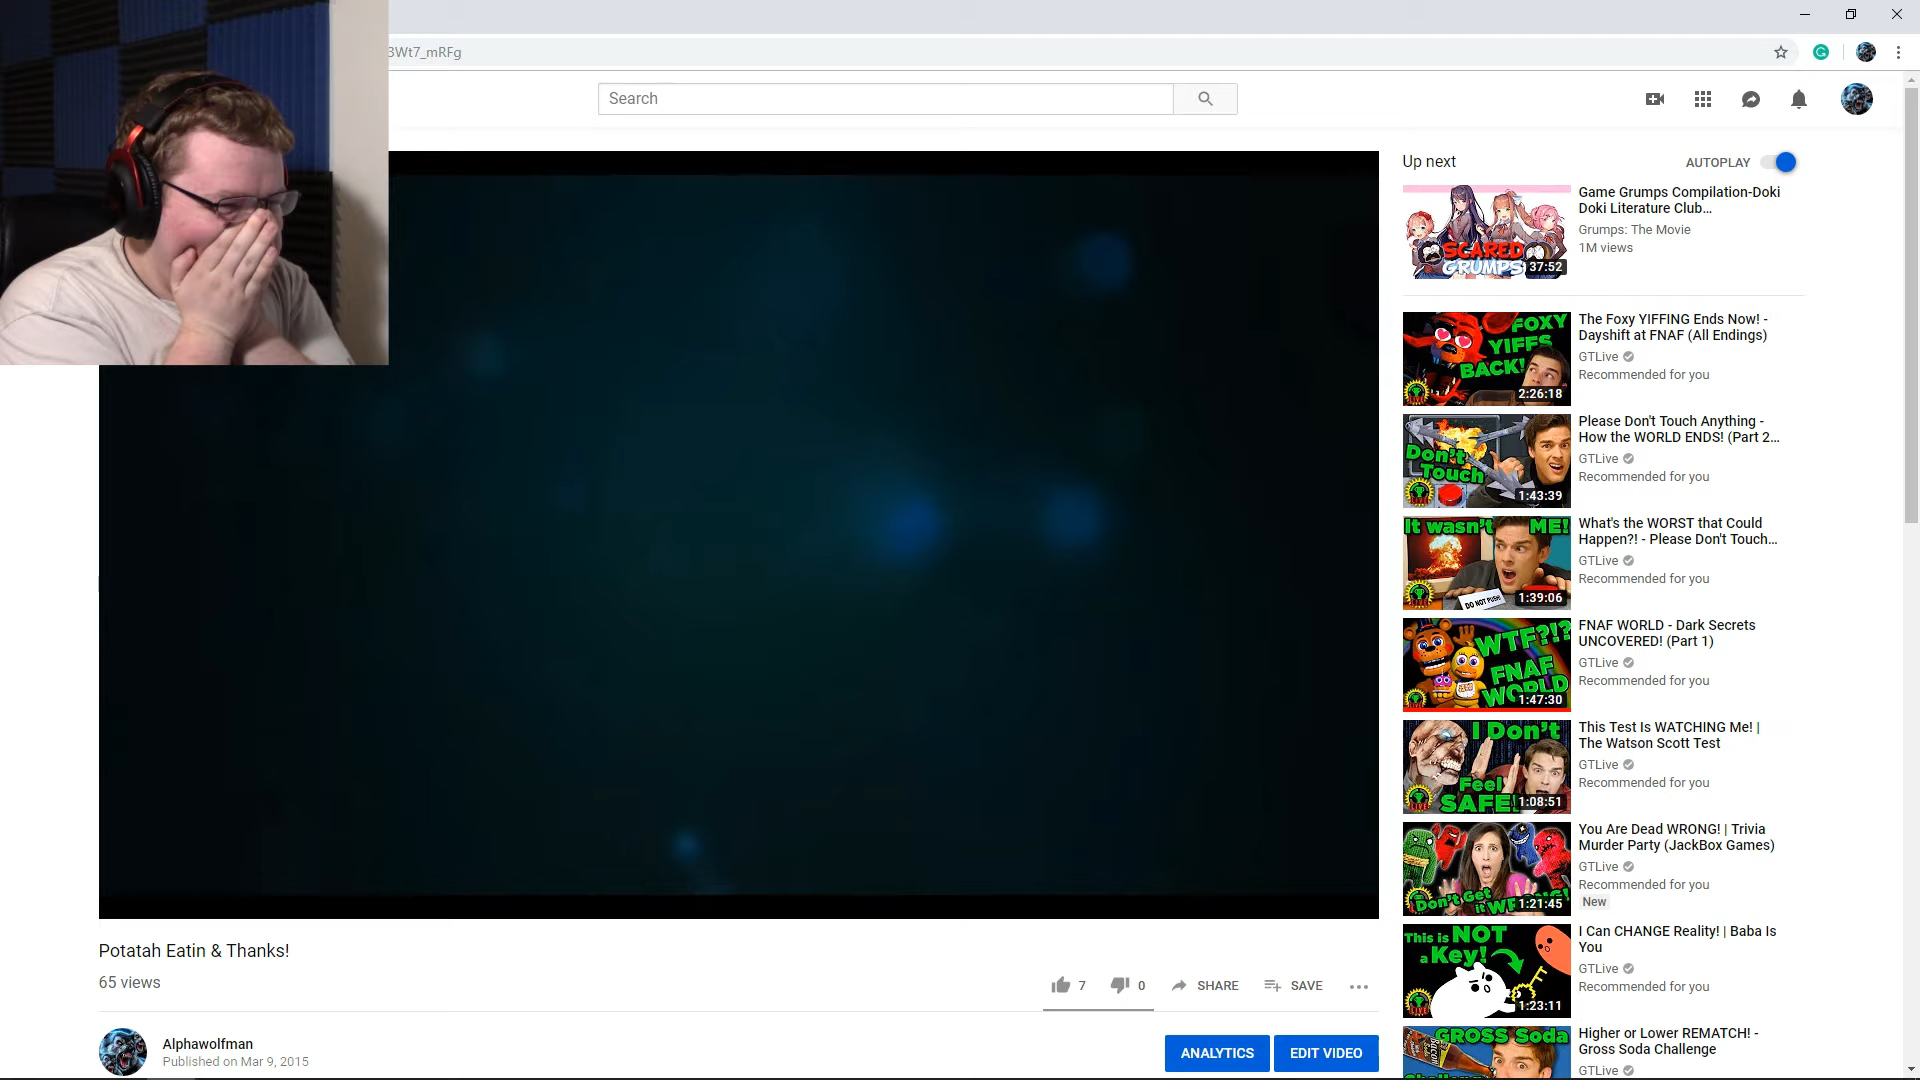 3Wt7_mRFg
Search
Up next
AUTOPLAY
SCARED
GRUMPS
37:52
Game Grumps Compilation-Doki
Doki Literature Club...
Grumps: The Movie
1M views
FOXY
YIFFS
BACK!
2:26:18
The Foxy YIFFING Ends Now! -
Dayshift at FNAF (All Endings)
GTLive
Recommended for you
Don't
Touch
1:43:39
Please Don't Touch Anything -
How the WORLD ENDS! (Part 2...
GTLive
Recommended for you
It wasn't ME!
DO NOT PUSH!
1:39:06
What's the WORST that Could
Happen?! - Please Don't Touch...
GTLive
Recommended for you
WTF?!?
FNAF
WORLD
1:47:30
FNAF WORLD - Dark Secrets
UNCOVERED! (Part 1)
GTLive
Recommended for you
I Don't
Feel
SAFE!
1:08:51
This Test Is WATCHING Me! |
The Watson Scott Test
GTLive
Recommended for you
Don't Get
it
1:21:45
You Are Dead WRONG! | Trivia
Murder Party (JackBox Games)
GTLive
Recommended for you
New
This is NOT
a Key!
1:23:11
I Can CHANGE Reality! | Baba Is
You
GTLive
Recommended for you
GROSS Soda
Higher or Lower REMATCH! -
Gross Soda Challenge
GTLive
Potatah Eatin & Thanks!
65 views
7
0
SHARE
SAVE
Alphawolfman
Published on Mar 9, 2015
ANALYTICS
EDIT VIDEO